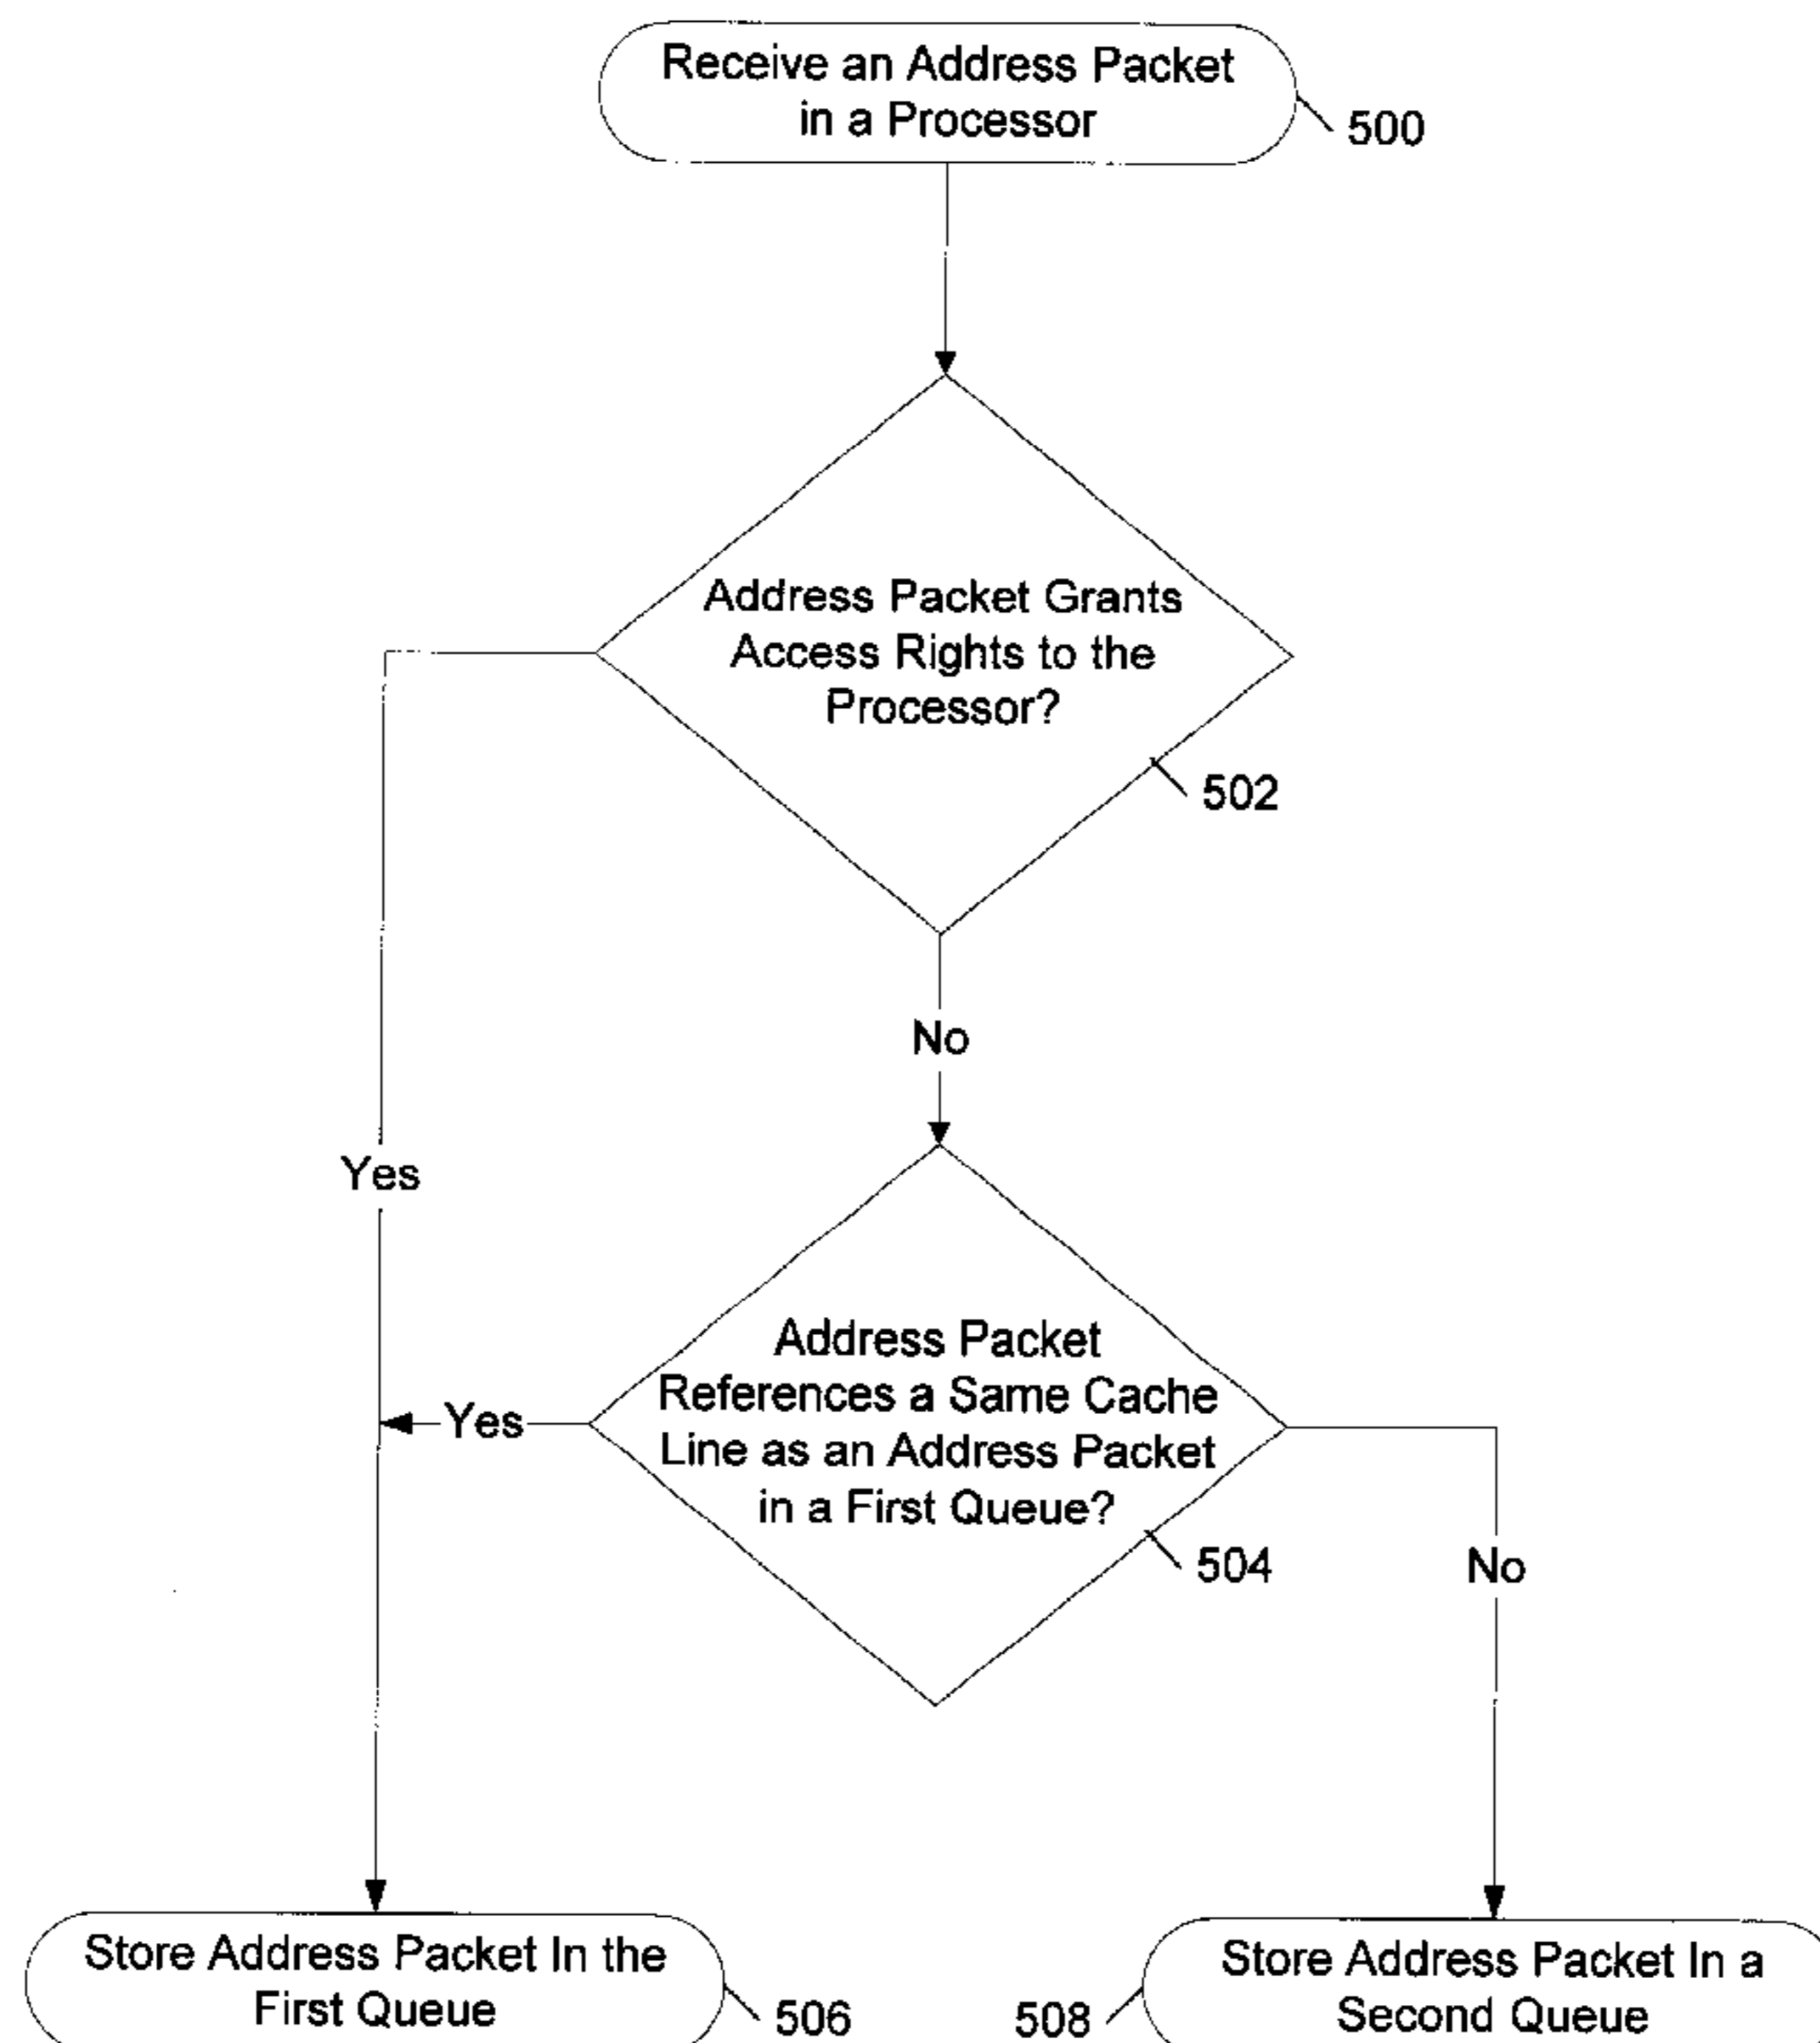 Receive an Address Packet
in a Processor
500
Address Packet Grants
Access Rights to the
Processor?
502
No
Yes
Address Packet
References a Same Cache
Line as an Address Packet
in a First Queue?
Yes
504
No
Store Address Packet In the
First Queue
506
508
Store Address Packet In a
Second Queue